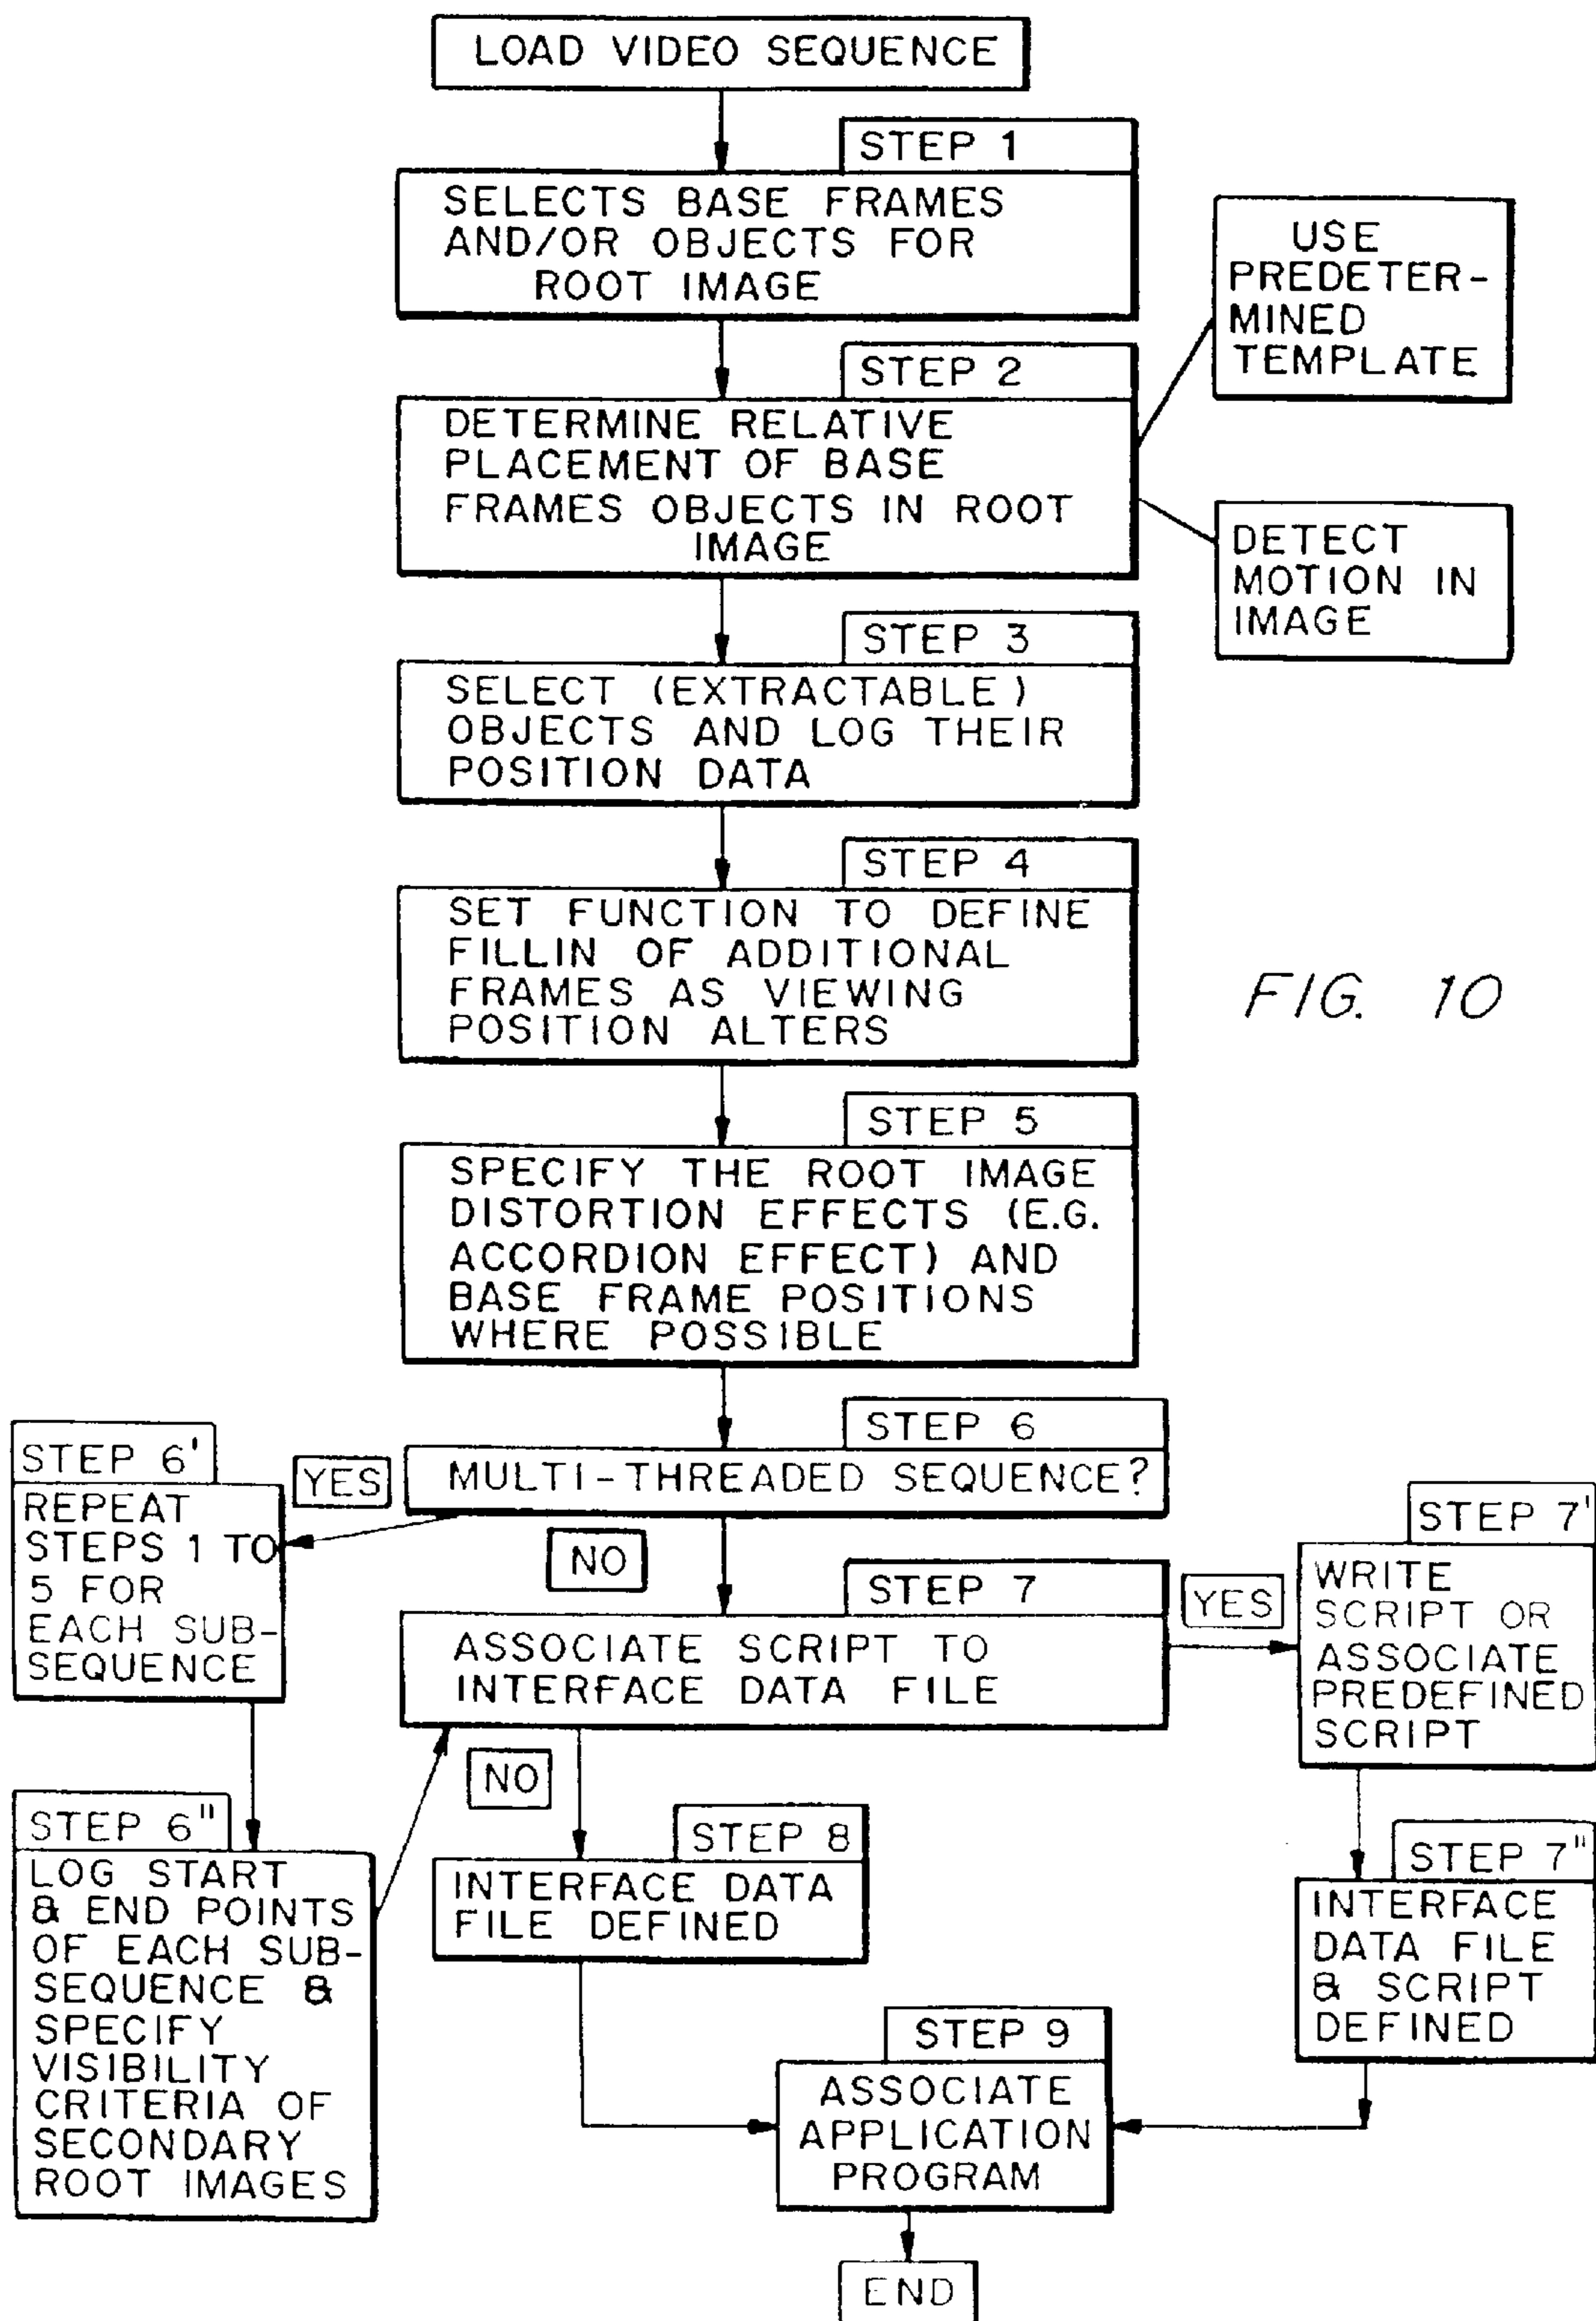 LOAD VIDEO SEQUENCE
STEP 1
SELECTS BASE FRAMES
AND/OR OBJECTS FOR
ROOT IMAGE
USE
PREDETER-
MINED
TEMPLATE
STEP 2
DETERMINE RELATIVE
PLACEMENT OF BASE
FRAMES OBJECTS IN ROOT
IMAGE
DETECT
MOTION IN
IMAGE
STEP 3
SELECT (EXTRACTABLE)
OBJECTS AND LOG THEIR
POSITION DATA
STEP 4
SET FUNCTION TO DEFINE
FILLIN OF ADDITIONAL
FRAMES AS VIEWING
POSITION ALTERS
FIG. 10
STEP 5
SPECIFY THE ROOT IMAGE
DISTORTION EFFECTS (E.G.
ACCORDION EFFECT) AND
BASE FRAME POSITIONS
WHERE POSSIBLE
STEP 6
MULTI-THREADED SEQUENCE?
YES
STEP 6'
REPEAT
STEPS 1 TO
5 FOR
EACH SUB-
SEQUENCE
NO
STEP 7
ASSOCIATE SCRIPT TO
INTERFACE DATA FILE
YES
STEP 7'
WRITE
SCRIPT OR
ASSOCIATE
PREDEFINED
SCRIPT
NO
STEP 6"
LOG START
& END POINTS
OF EACH SUB-
SEQUENCE &
SPECIFY
VISIBILITY
CRITERIA OF
SECONDARY
ROOT IMAGES
STEP 8
INTERFACE DATA
FILE DEFINED
STEP 7"
INTERFACE
DATA FILE
& SCRIPT
DEFINED
STEP 9
ASSOCIATE
APPLICATION
PROGRAM
END